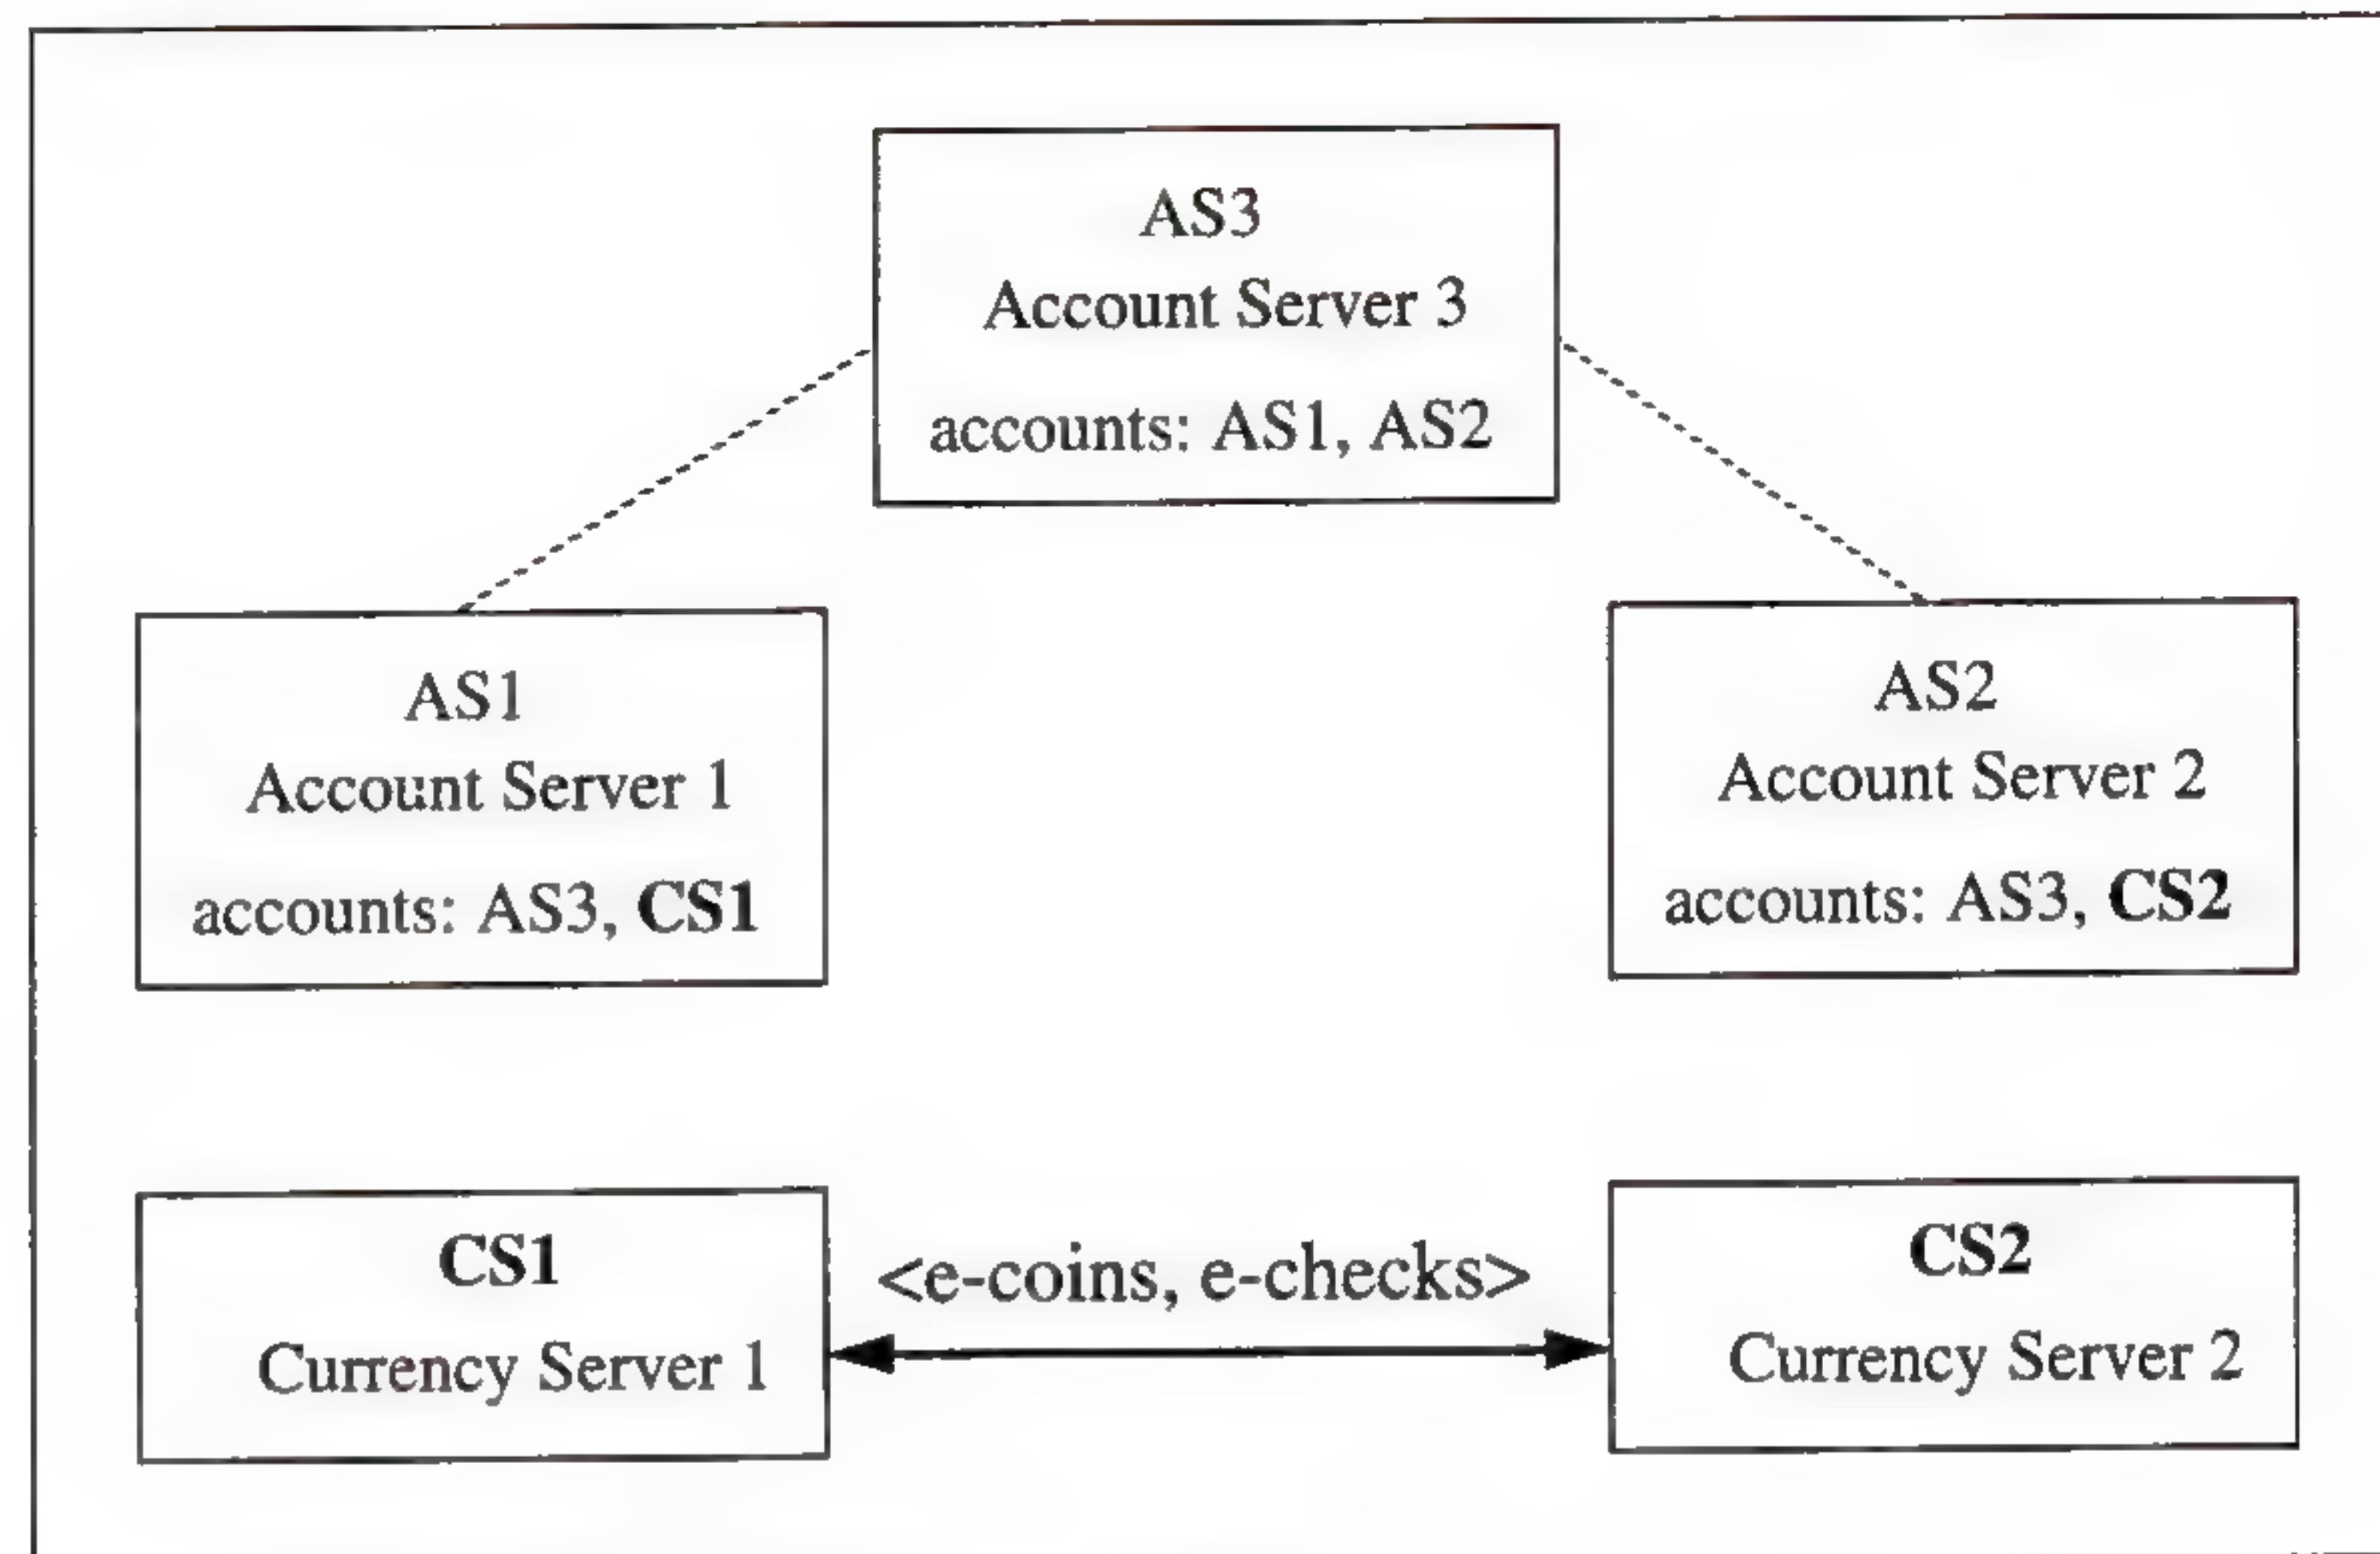 AS3
Account Server 3
accounts: AS1, AS2
AS1
Account Server 1
accounts: AS3, CS1
AS2
Account Server 2
accounts: AS3, CS2
CS1
Currency Server 1
<e-coins, e-checks>
CS2
Currency Server 2